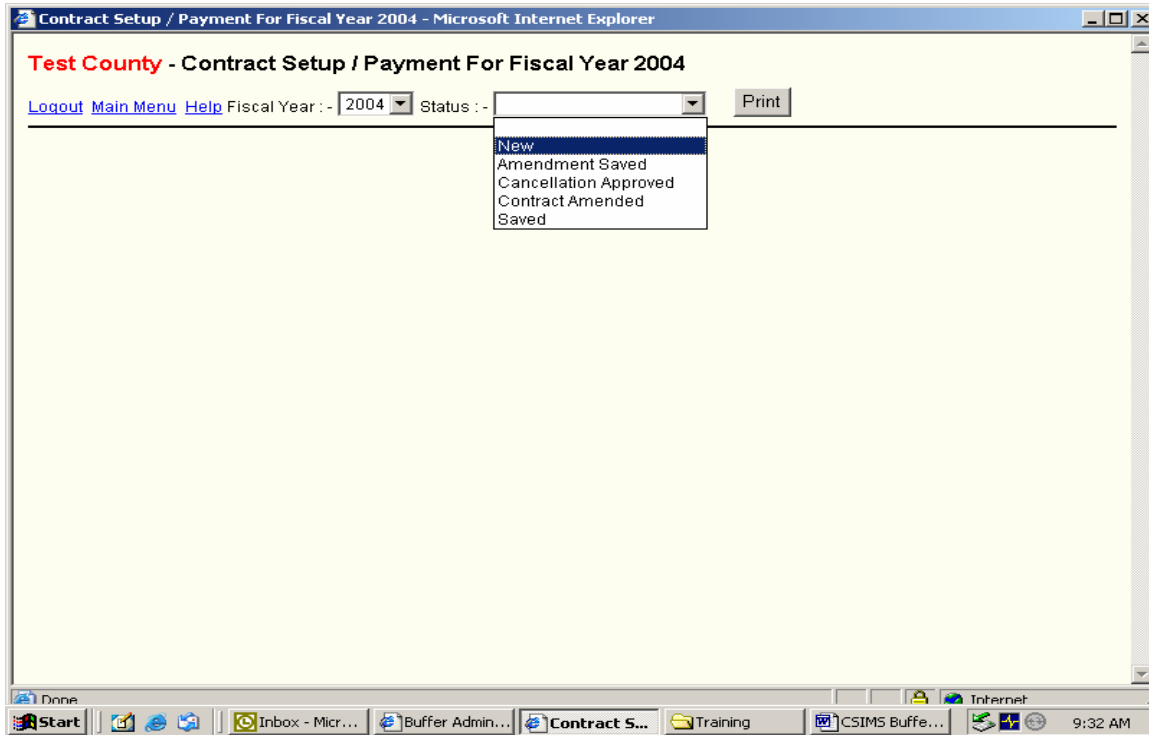 Contract Setup / Payment For Fiscal Year 2004 - Microsoft Internet Explorer
Test County - Contract Setup / Payment For Fiscal Year 2004
Logout Main Menu Help Fiscal Year : - 2004 Status : - Print
New
Amendment Saved
Cancellation Approved
Contract Amended
Saved
Done Internet
Start Inbox - Micr... Buffer Admin... Contract S... Training CSIMS Buffe... 9:32 AM